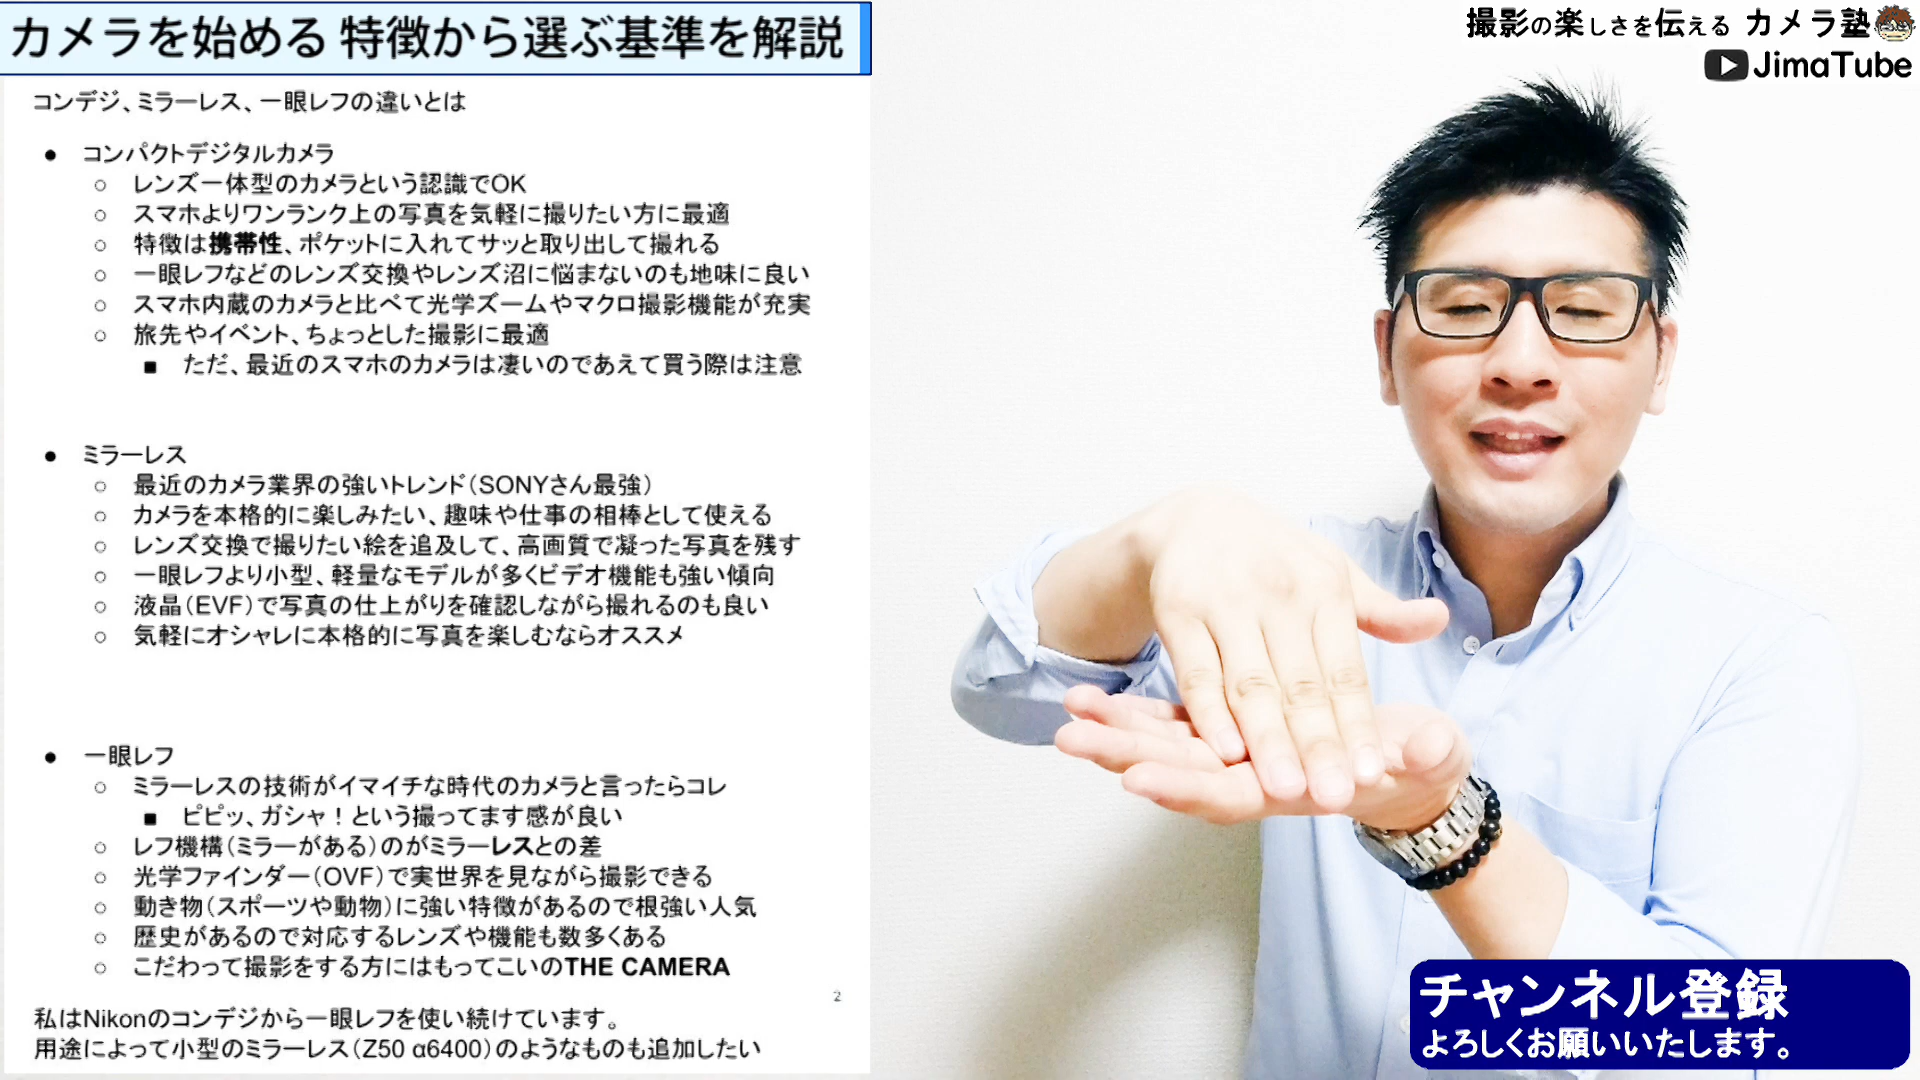 カメラを始める 特徴から選ぶ基準を解説
撮影の楽しさを伝える カメラ塾
JimaTube
コンデジ、ミラーレス、一眼レフの違いとは
コンパクトデジタルカメラ
レンズ一体型のカメラという認識でOK
スマホよりワンランク上の写真を気軽に撮りたい方に最適
特徴は携帯性、ポケットに入れてサッと取り出して撮れる
一眼レフなどのレンズ交換やレンズ沼に悩まないのも地味に良い
スマホ内蔵のカメラと比べて光学ズームやマクロ撮影機能が充実
旅先やイベント、ちょっとした撮影に最適
ただ、最近のスマホのカメラは凄いのであえて買う際は注意
ミラーレス
最近のカメラ業界の強いトレンド（SONYさん最強）
カメラを本格的に楽しみたい、趣味や仕事の相棒として使える
レンズ交換で撮りたい絵を追及して、高画質で凝った写真を残す
一眼レフより小型、軽量なモデルが多くビデオ機能も強い傾向
液晶（EVF）で写真の仕上がりを確認しながら撮れるのも良い
気軽にオシャレに本格的に写真を楽しむならオススメ
一眼レフ
ミラーレスの技術がイマイチな時代のカメラと言ったらコレ
ピピッ、ガシャ！という撮ってます感が良い
レフ機構（ミラーがある）のがミラーレスとの差
光学ファインダー（OVF）で実世界を見ながら撮影できる
動き物（スポーツや動物）に強い特徴があるので根強い人気
歴史があるので対応するレンズや機能も数多くある
こだわって撮影をする方にはもってこいのTHE CAMERA
2
私はNikonのコンデジから一眼レフを使い続けています。
用途によって小型のミラーレス（Z50 α6400）のようなものも追加したい
チャンネル登録
よろしくお願いいたします。